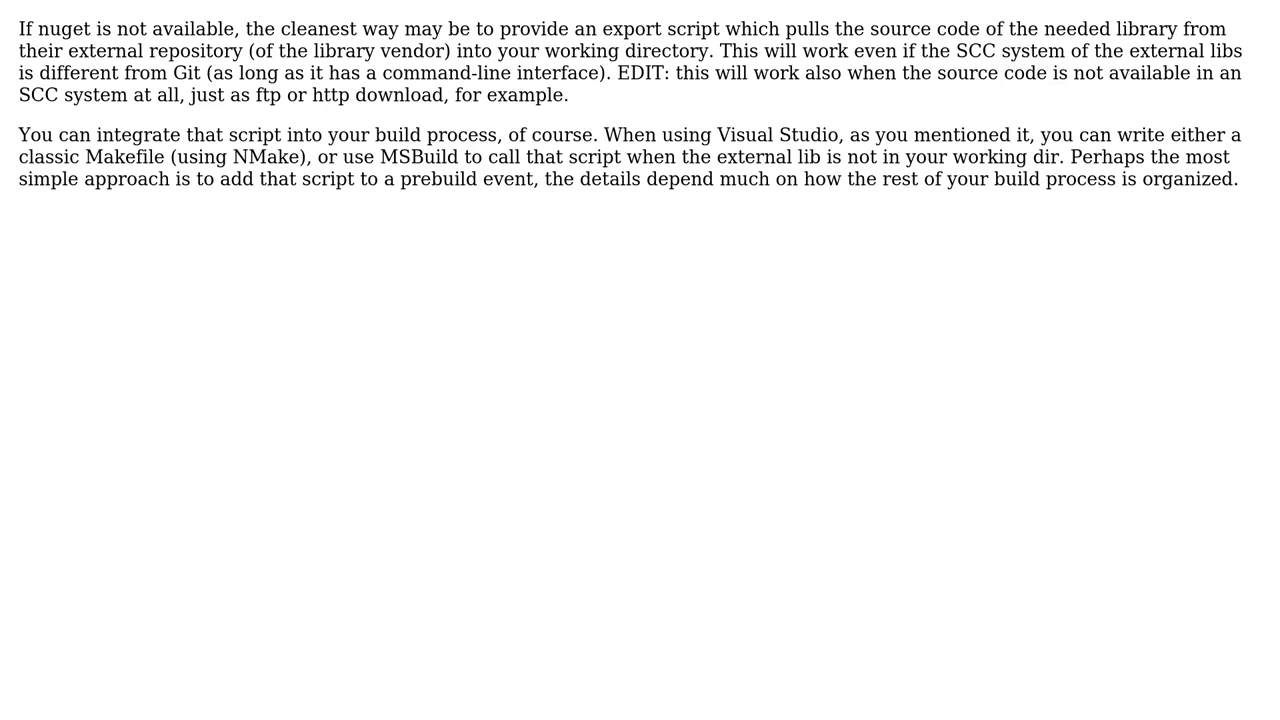 If nuget is not available, the cleanest way may be to provide an export script which pulls the source code of the needed library from
their external repository (of the library vendor) into your working directory. This will work even if the SCC system of the external libs
is different from Git (as long as it has a command-line interface). EDIT: this will work also when the source code is not available in an
SCC system at all, just as ftp or http download, for example.
You can integrate that script into your build process, of course. When using Visual Studio, as you mentioned it, you can write either a
classic Makefile (using NMake), or use MSBuild to call that script when the external lib is not in your working dir. Perhaps the most
simple approach is to add that script to a prebuild event, the details depend much on how the rest of your build process is organized.